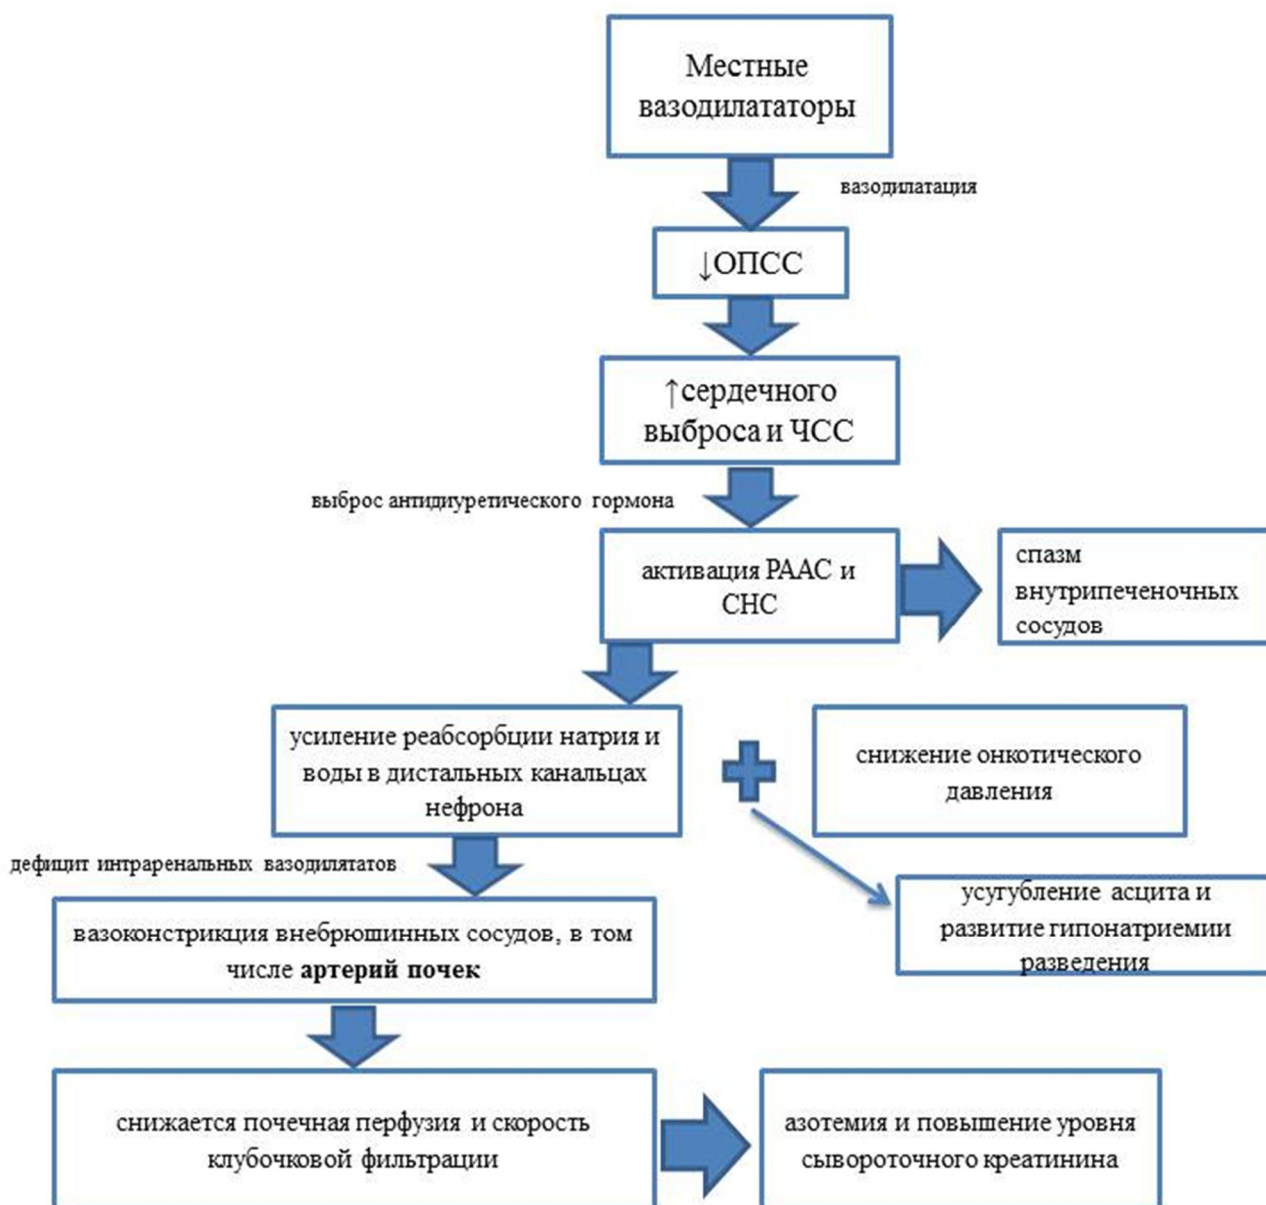 Местные
вазодилататоры
вазодилатация
↓ОПСС
↑сердечного
выброса и ЧСС
выброс антидиуретического гормона
активация РААС и
СНС
спазм
внутрипеченочных
сосудов
усиление реабсорбции натрия и
воды в дистальных канальцах
нефрона
снижение онкотического
давления
дефицит интраренальных вазодилятатов
усугубление асцита и
развитие гипонатриемии
разведения
вазоконстрикция внебрюшинных сосудов, в том
числе артерий почек
снижается почечная перфузия и скорость
клубочковой фильтрации
азотемия и повышение уровня
сывороточного креатинина